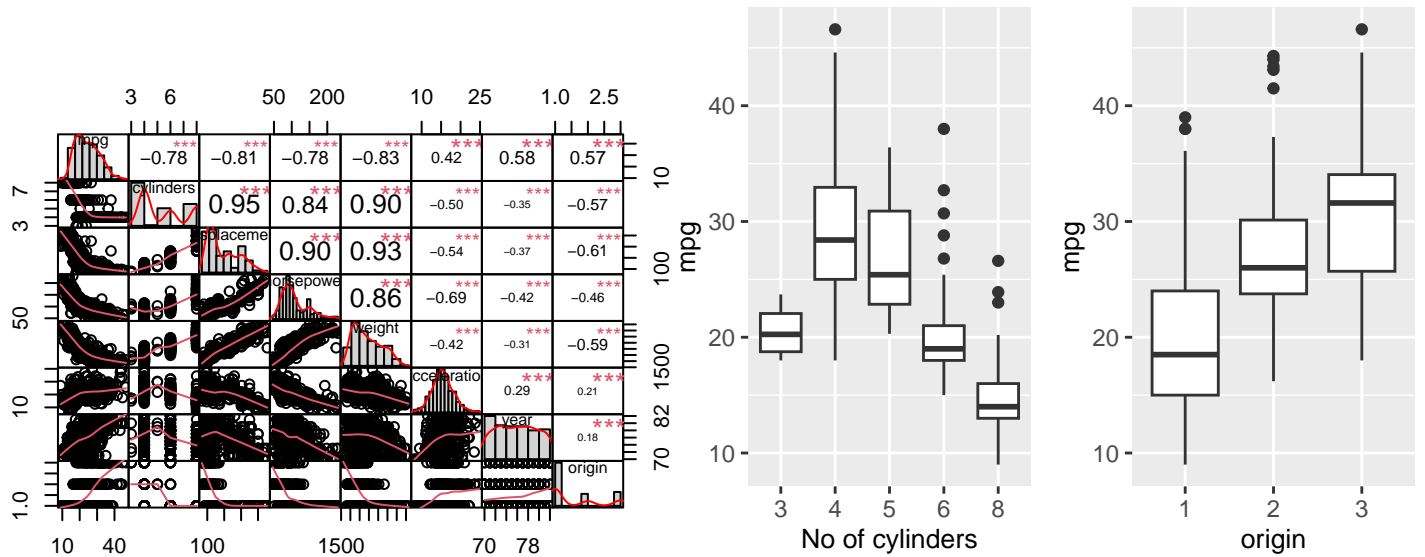 3 6 50 200 10 25 1.0 2.5
mpg −0.78 *** −0.81 *** −0.78 *** −0.83 *** 0.42 *** 0.58 *** 0.57 *** 10
7 3 cylinders 0.95 *** 0.84 *** 0.90 *** −0.50 *** −0.35 *** −0.57 ***
splaceme 0.90 *** 0.93 *** −0.54 *** −0.37 *** −0.61 *** 100
50 orsepowe 0.86 *** −0.69 *** −0.42 *** −0.46 ***
weight −0.42 *** −0.31 *** −0.59 *** 1500
10 cceleratio 0.29 *** 0.21 ***
year 0.18 *** 82 70
1.0 origin
10 40 100 1500 70 78
mpg
40
30
20
10
3 4 5 6 8
No of cylinders
mpg
40
30
20
10
1 2 3
origin